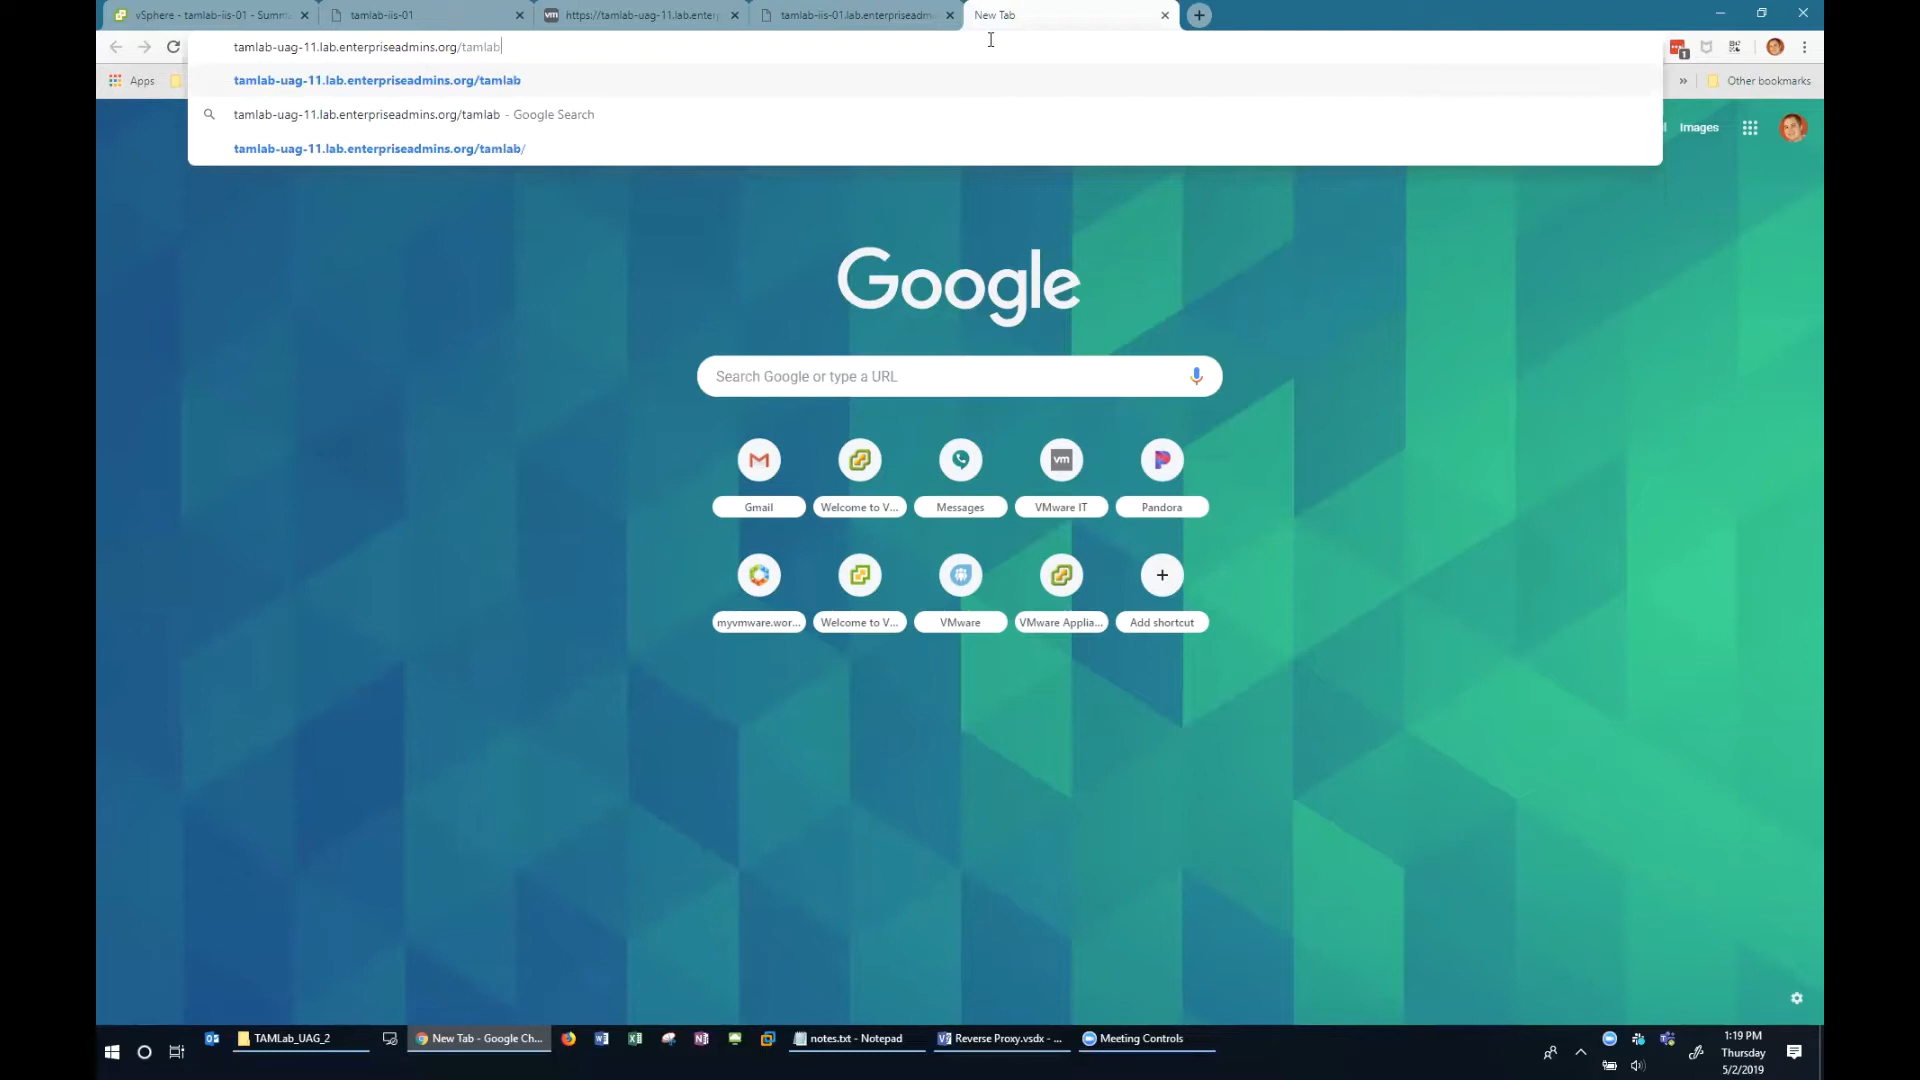 vSphere - tamlab-iis-01 - Summ
tamlab-iis-01
vm https://tamlab-uag-11.lab.enter
tamlab-iis-01.lab.enterpriseadm
New Tab
tamlab-uag-11.lab.enterpriseadmins.org/tamlab
1
Apps
tamlab-uag-11.lab.enterpriseadmins.org/tamlab
» Other bookmarks
tamlab-uag-11.lab.enterpriseadmins.org/tamlab - Google Search
Images
tamlab-uag-11.lab.enterpriseadmins.org/tamlab/
Google
Search Google or type a URL
vm
Gmail
Welcome to V...
Messages
VMware IT
Pandora
myvmware.wor...
Welcome to V...
VMware
VMware Applia...
Add shortcut
TAMLab_UAG_2
New Tab - Google Ch...
notes.txt - Notepad
Reverse Proxy.vsdx - ...
Meeting Controls
1:19 PM
Thursday
5/2/2019